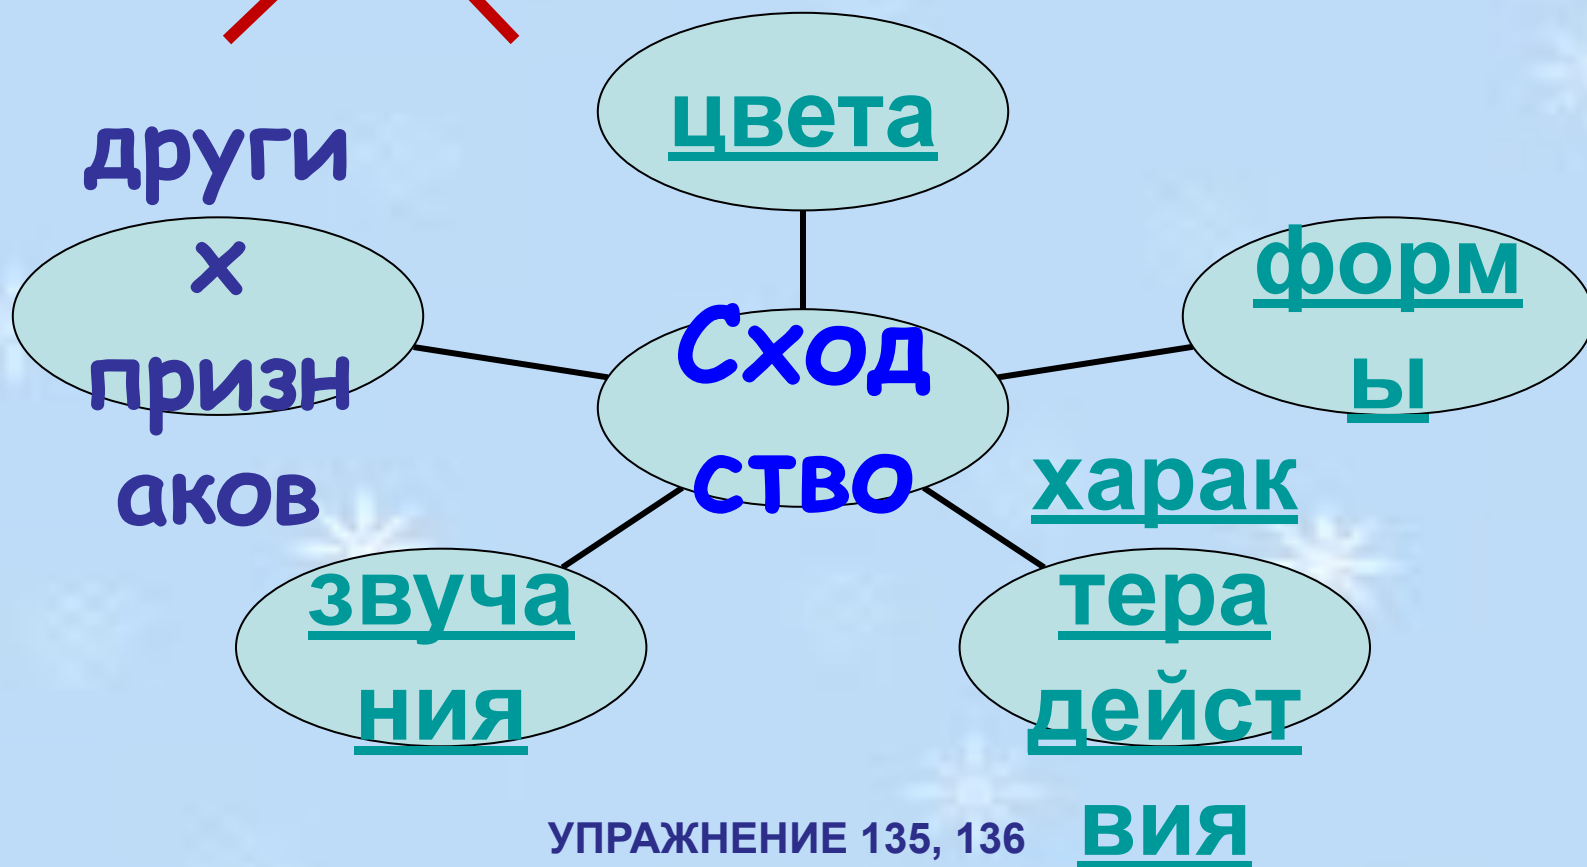 цвета
други
х
призн
аков
форм
ы
Сход
ство
харак
тера
дейст
вия
звуча
ния
УПРАЖНЕНИЕ 135, 136